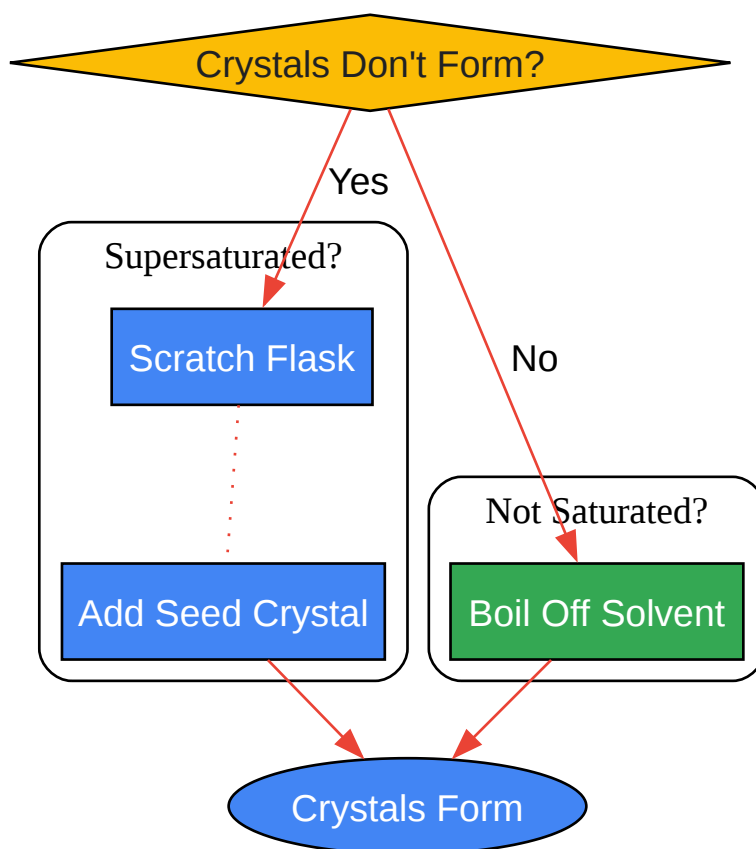 Crystals Don't Form?
Yes
Supersaturated?
Scratch Flask
No
Not Saturated?
Add Seed Crystal
Boil Off Solvent
Crystals Form